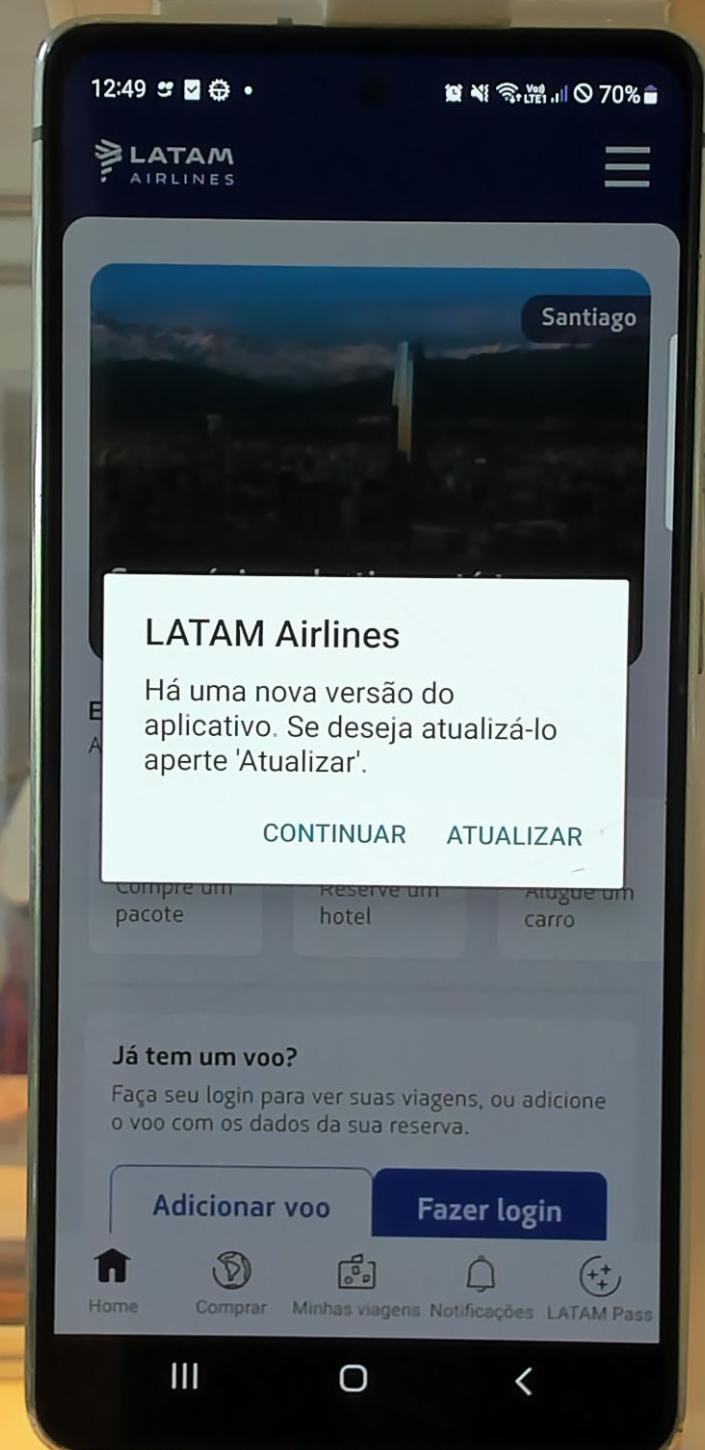 12:49
Vo))
LTE1
70%
LATAM
AIRLINES
Santiago
LATAM Airlines
Há uma nova versão do
aplicativo. Se deseja atualizá-lo
aperte 'Atualizar'.
CONTINUAR ATUALIZAR
E
A
Compre um
pacote
Reserve um
hotel
Alugue um
carro
Já tem um voo?
Faça seu login para ver suas viagens, ou adicione
o voo com os dados da sua reserva.
Adicionar voo
Fazer login
Home
Comprar
Minhas viagens
Notificações
LATAM Pass